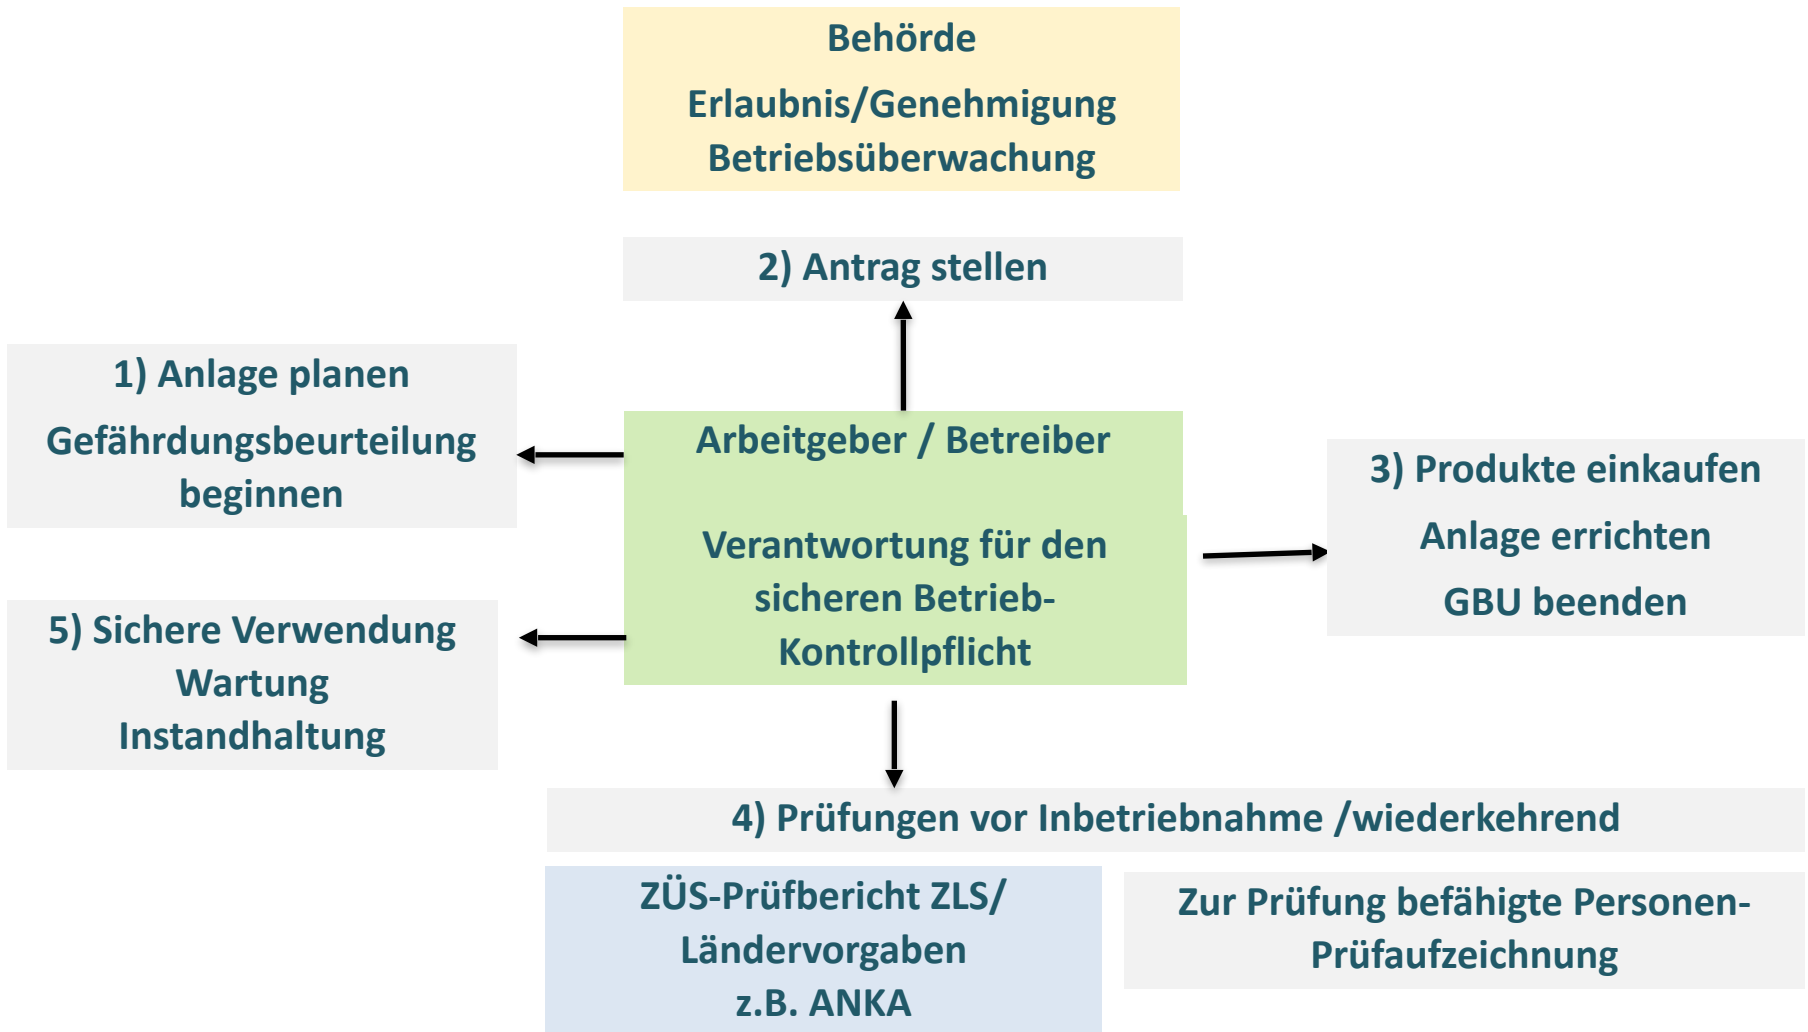 Behörde
Erlaubnis/Genehmigung
Betriebsüberwachung
2) Antrag stellen
1) Anlage planen
Gefährdungsbeurteilung
beginnen
Arbeitgeber / Betreiber
Verantwortung für den
sicheren Betrieb-
Kontrollpflicht
3) Produkte einkaufen
Anlage errichten
GBU beenden
5) Sichere Verwendung
Wartung
Instandhaltung
4) Prüfungen vor Inbetriebnahme /wiederkehrend
ZÜS-Prüfbericht ZLS/
Ländervorgaben
z.B. ANKA
Zur Prüfung befähigte Personen-
Prüfaufzeichnung